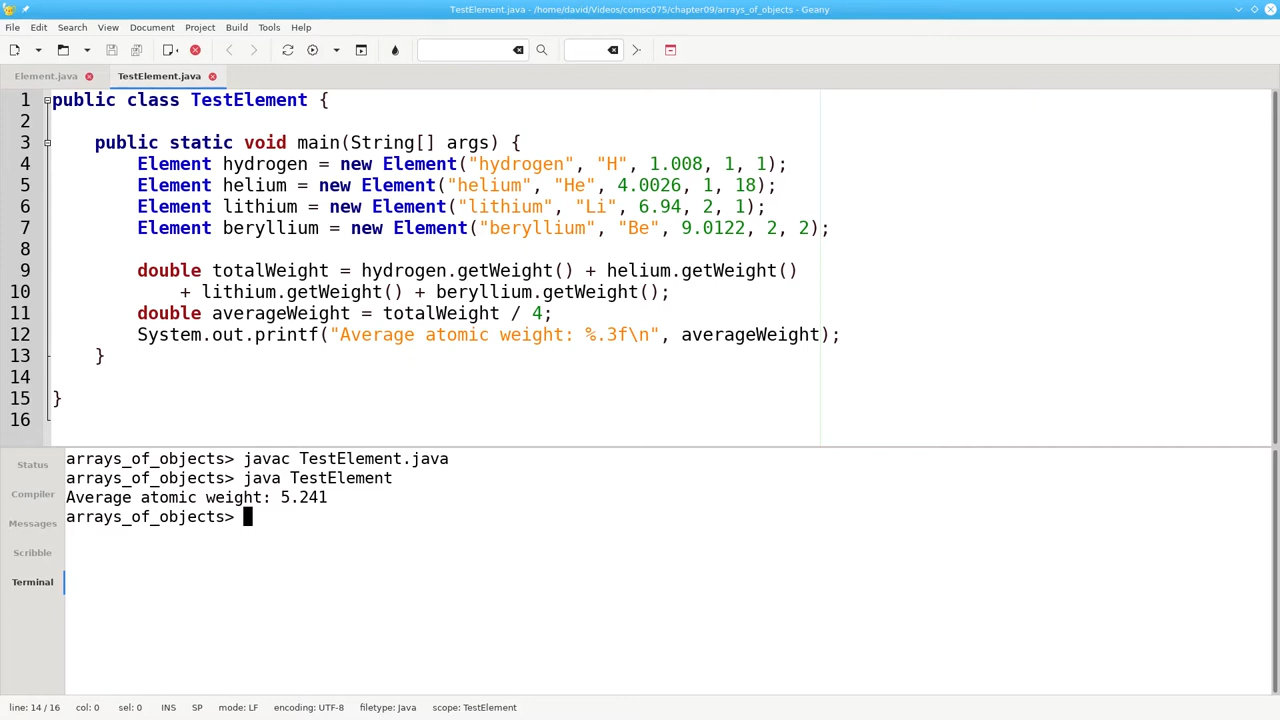 TestElement.java - /home/david/Videos/comsc075/chapter09/arrays_of_objects - Geany
File Edit Search View Document Project Build Tools Help
Element.java TestElement.java
1 public class TestElement {
2
3 public static void main(String[] args) {
4 Element hydrogen = new Element("hydrogen", "H", 1.008, 1, 1);
5 Element helium = new Element("helium", "He", 4.0026, 1, 18);
6 Element lithium = new Element("lithium", "Li", 6.94, 2, 1);
7 Element beryllium = new Element("beryllium", "Be", 9.0122, 2, 2);
8
9 double totalWeight = hydrogen.getWeight() + helium.getWeight()
10 + lithium.getWeight() + beryllium.getWeight();
11 double averageWeight = totalWeight / 4;
12 System.out.printf("Average atomic weight: %.3f\n", averageWeight);
13 }
14
15 }
16
Status
Compiler
Messages
Scribble
Terminal
arrays_of_objects> javac TestElement.java
arrays_of_objects> java TestElement
Average atomic weight: 5.241
arrays_of_objects>
line: 14 / 16 col: 0 sel: 0 INS SP mode: LF encoding: UTF-8 filetype: Java scope: TestElement